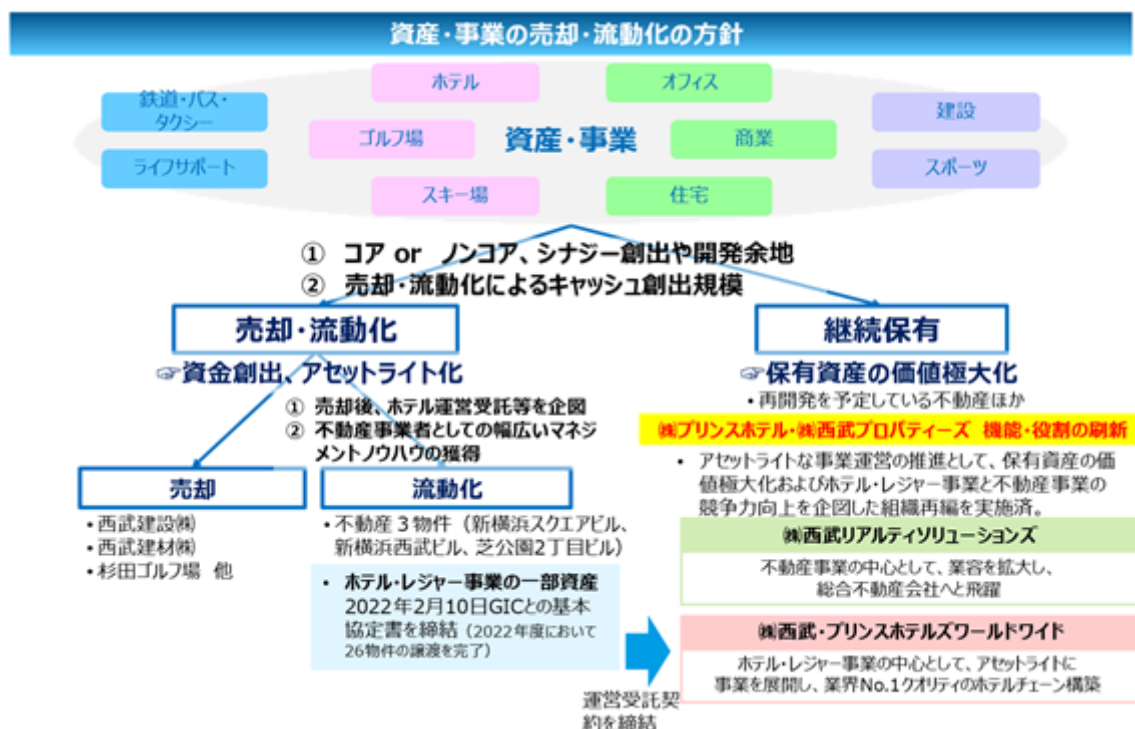 資産・事業の売却・流動化の方針
ホテル
オフィス
鉄道・バス・
タクシー
建設
ゴルフ場
資産・事業
商業
ライフサポート
スポーツ
スキー場
住宅
① コア or ノンコア、シナジー創出や開発余地
② 売却・流動化によるキャッシュ創出規模
売却・流動化
継続保有
☞資金創出、アセットライト化
☞保有資産の価値極大化
① 売却後、ホテル運営受託等を企図
② 不動産事業者としての幅広いマネジ
メントノウハウの獲得
・再開発を予定している不動産ほか
㈱プリンスホテル・㈱西武プロパティーズ 機能・役割の刷新
• アセットライトな事業運営の推進として、保有資産の価
値極大化およびホテル・レジャー事業と不動産事業の
競争力向上を企図した組織再編を実施済。
売却
流動化
・西武建設㈱
・西武建材㈱
・杉田ゴルフ場 他
・不動産3物件（新横浜スクエアビル、
新横浜西武ビル、芝公園2丁目ビル）
• ホテル・レジャー事業の一部資産
2022年2月10日GICとの基本
協定書を締結（2022年度において
26物件の譲渡を完了）
㈱西武リアルティソリューションズ
不動産事業の中心として、業容を拡大し、
総合不動産会社へと飛躍
㈱西武・プリンスホテルズワールドワイド
ホテル・レジャー事業の中心として、アセットライトに
事業を展開し、業界No.1クオリティのホテルチェーン構築
運営受託契
約を締結